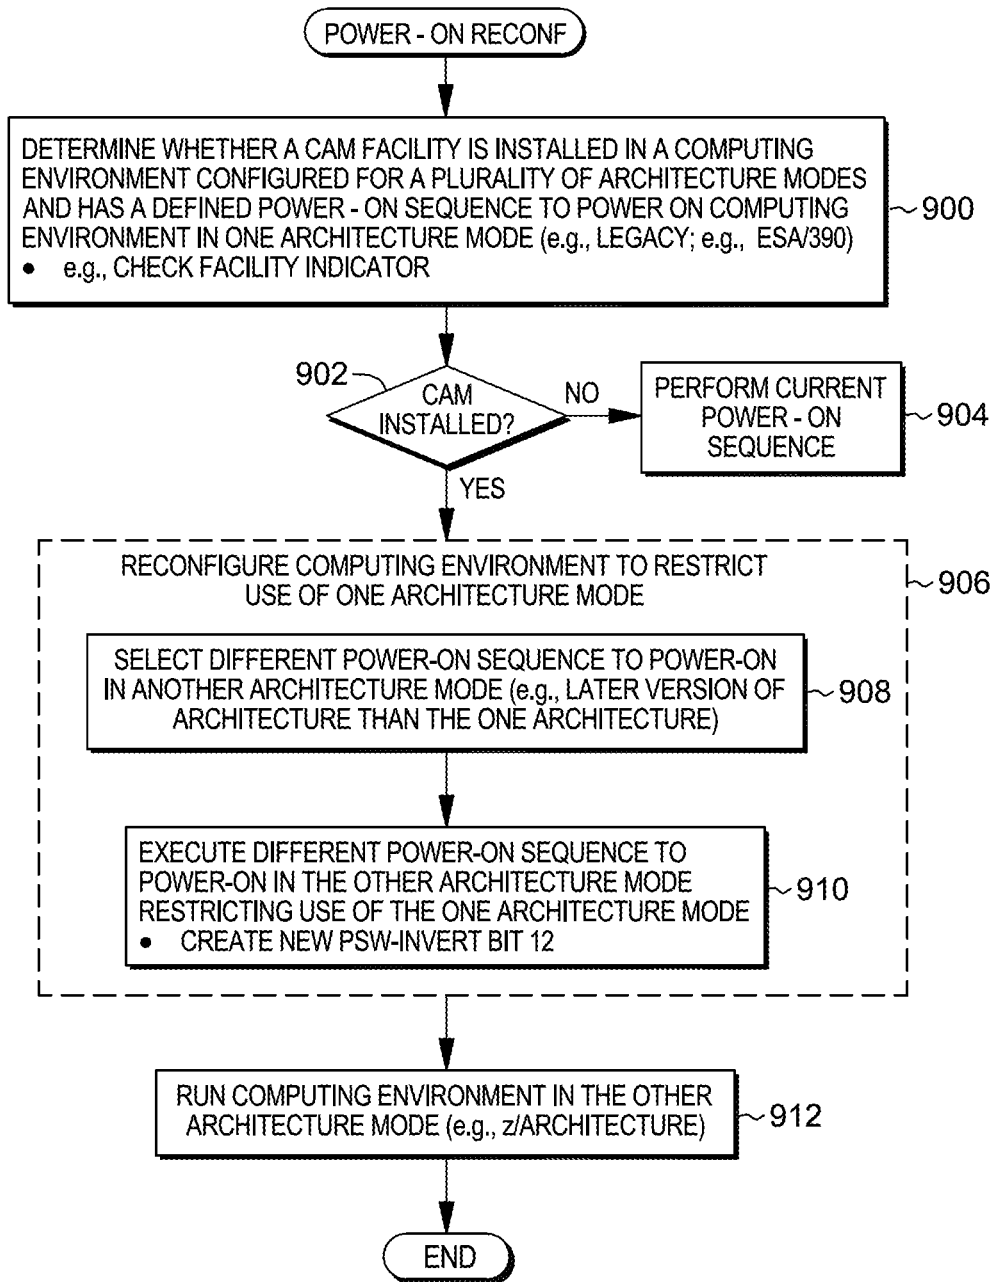 POWER - ON RECONF
DETERMINE WHETHER A CAM FACILITY IS INSTALLED IN A COMPUTING
ENVIRONMENT CONFIGURED FOR A PLURALITY OF ARCHITECTURE MODES
AND HAS A DEFINED POWER - ON SEQUENCE TO POWER ON COMPUTING
ENVIRONMENT IN ONE ARCHITECTURE MODE (e.g., LEGACY; e.g., ESA/390)
• e.g., CHECK FACILITY INDICATOR
900
902
CAM
INSTALLED?
NO
PERFORM CURRENT
POWER - ON
SEQUENCE
904
YES
RECONFIGURE COMPUTING ENVIRONMENT TO RESTRICT
USE OF ONE ARCHITECTURE MODE
906
SELECT DIFFERENT POWER-ON SEQUENCE TO POWER-ON
IN ANOTHER ARCHITECTURE MODE (e.g., LATER VERSION OF
ARCHITECTURE THAN THE ONE ARCHITECTURE)
908
EXECUTE DIFFERENT POWER-ON SEQUENCE TO
POWER-ON IN THE OTHER ARCHITECTURE MODE
RESTRICTING USE OF THE ONE ARCHITECTURE MODE
• CREATE NEW PSW-INVERT BIT 12
910
RUN COMPUTING ENVIRONMENT IN THE OTHER
ARCHITECTURE MODE (e.g., z/ARCHITECTURE)
912
END